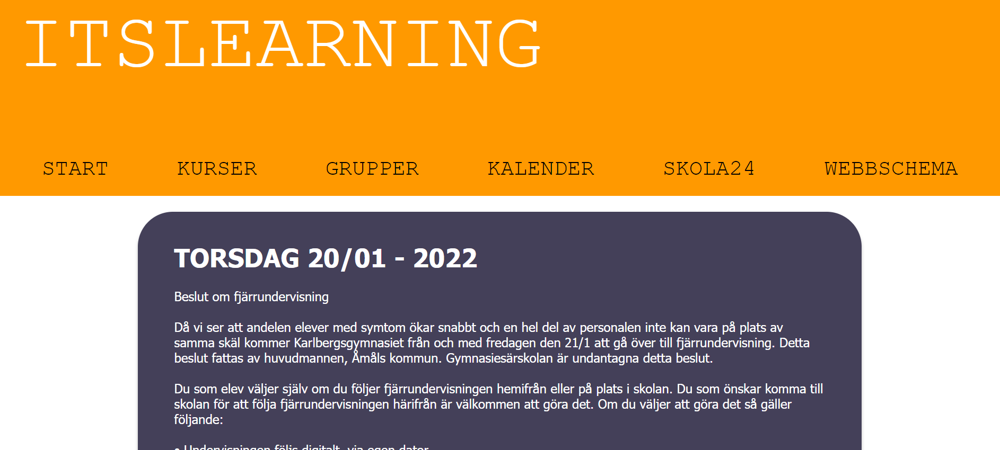 ITSLEARNING
START KURSER GRUPPER KALENDER SKOLA24 WEBBSCHEMA
TORSDAG 20/01 - 2022
Beslut om fjärrundervisning
Då vi ser att andelen elever med symtom ökar snabbt och en hel del av personalen inte kan vara på plats av
samma skäl kommer Karlbergsgymnasiet från och med fredagen den 21/1 att gå över till fjärrundervisning. Detta
beslut fattas av huvudmannen, Åmåls kommun. Gymnasiesärskolan är undantagna detta beslut.
Du som elev väljer själv om du följer fjärrundervisningen hemifrån eller på plats i skolan. Du som önskar komma till
skolan för att följa fjärrundervisningen härifrån är välkommen att göra det. Om du väljer att göra det så gäller
följande:
• Undervisningen följs digitalt, via egen dator